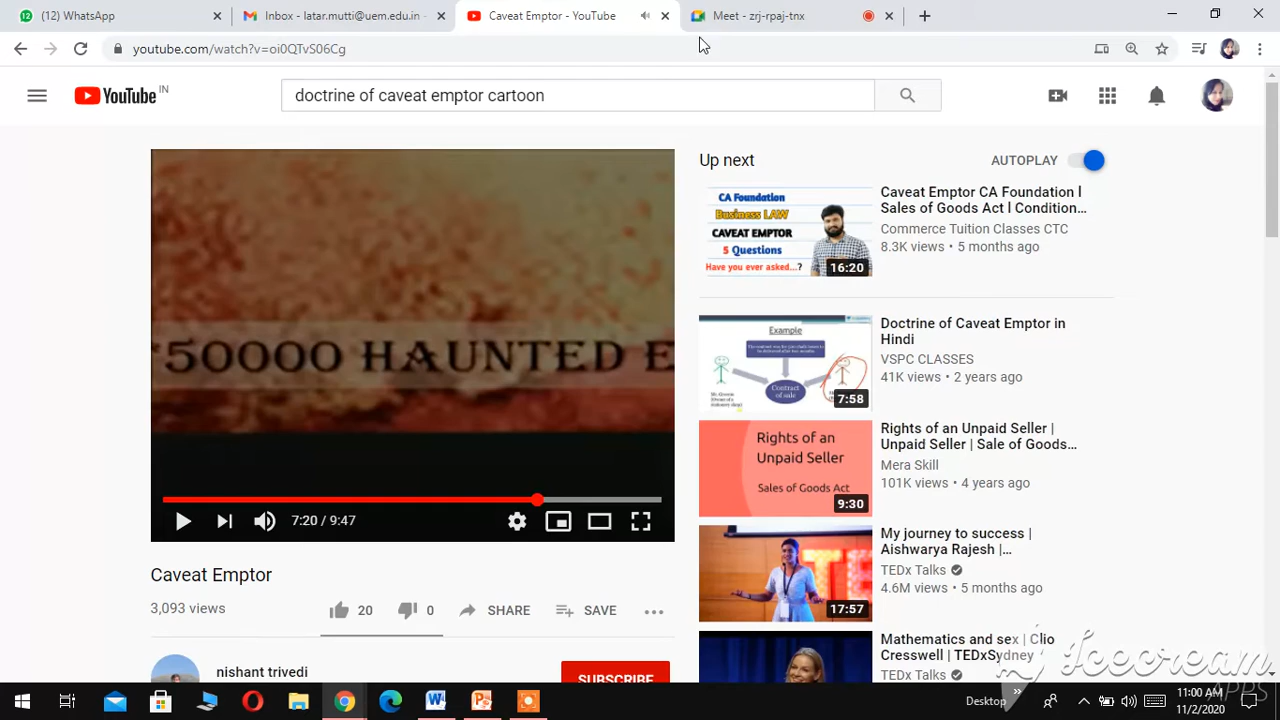 (12) WhatsApp
Inbox - latar.mutti@uem.edu.in -
Caveat Emptor - YouTube
Meet - zrj-rpaj-tnx
youtube.com/watch?v=oi0QTvS06Cg
YouTube IN
doctrine of caveat emptor cartoon
5000 HAUNTED E
7:20 / 9:47
Caveat Emptor
3,093 views
20
0
SHARE
SAVE
nishant trivedi
SUBSCRIBE
Up next
AUTOPLAY
CA Foundation
Business LAW
CAVEAT EMPTOR
5 Questions
Have you ever asked...?
16:20
Caveat Emptor CA Foundation l
Sales of Goods Act l Condition...
Commerce Tuition Classes CTC
8.3K views • 5 months ago
Example
Contract
of sale
7:58
Doctrine of Caveat Emptor in
Hindi
VSPC CLASSES
41K views • 2 years ago
Rights of an
Unpaid Seller
Sales of Goods Act
9:30
Rights of an Unpaid Seller |
Unpaid Seller | Sale of Goods...
Mera Skill
101K views • 4 years ago
17:57
My journey to success |
Aishwarya Rajesh |...
TEDx Talks
4.6M views • 5 months ago
Mathematics and sex | Clio
Cresswell | TEDxSydney
TEDx Talks
Icecream
APPS
Desktop
11:00 AM
11/2/2020